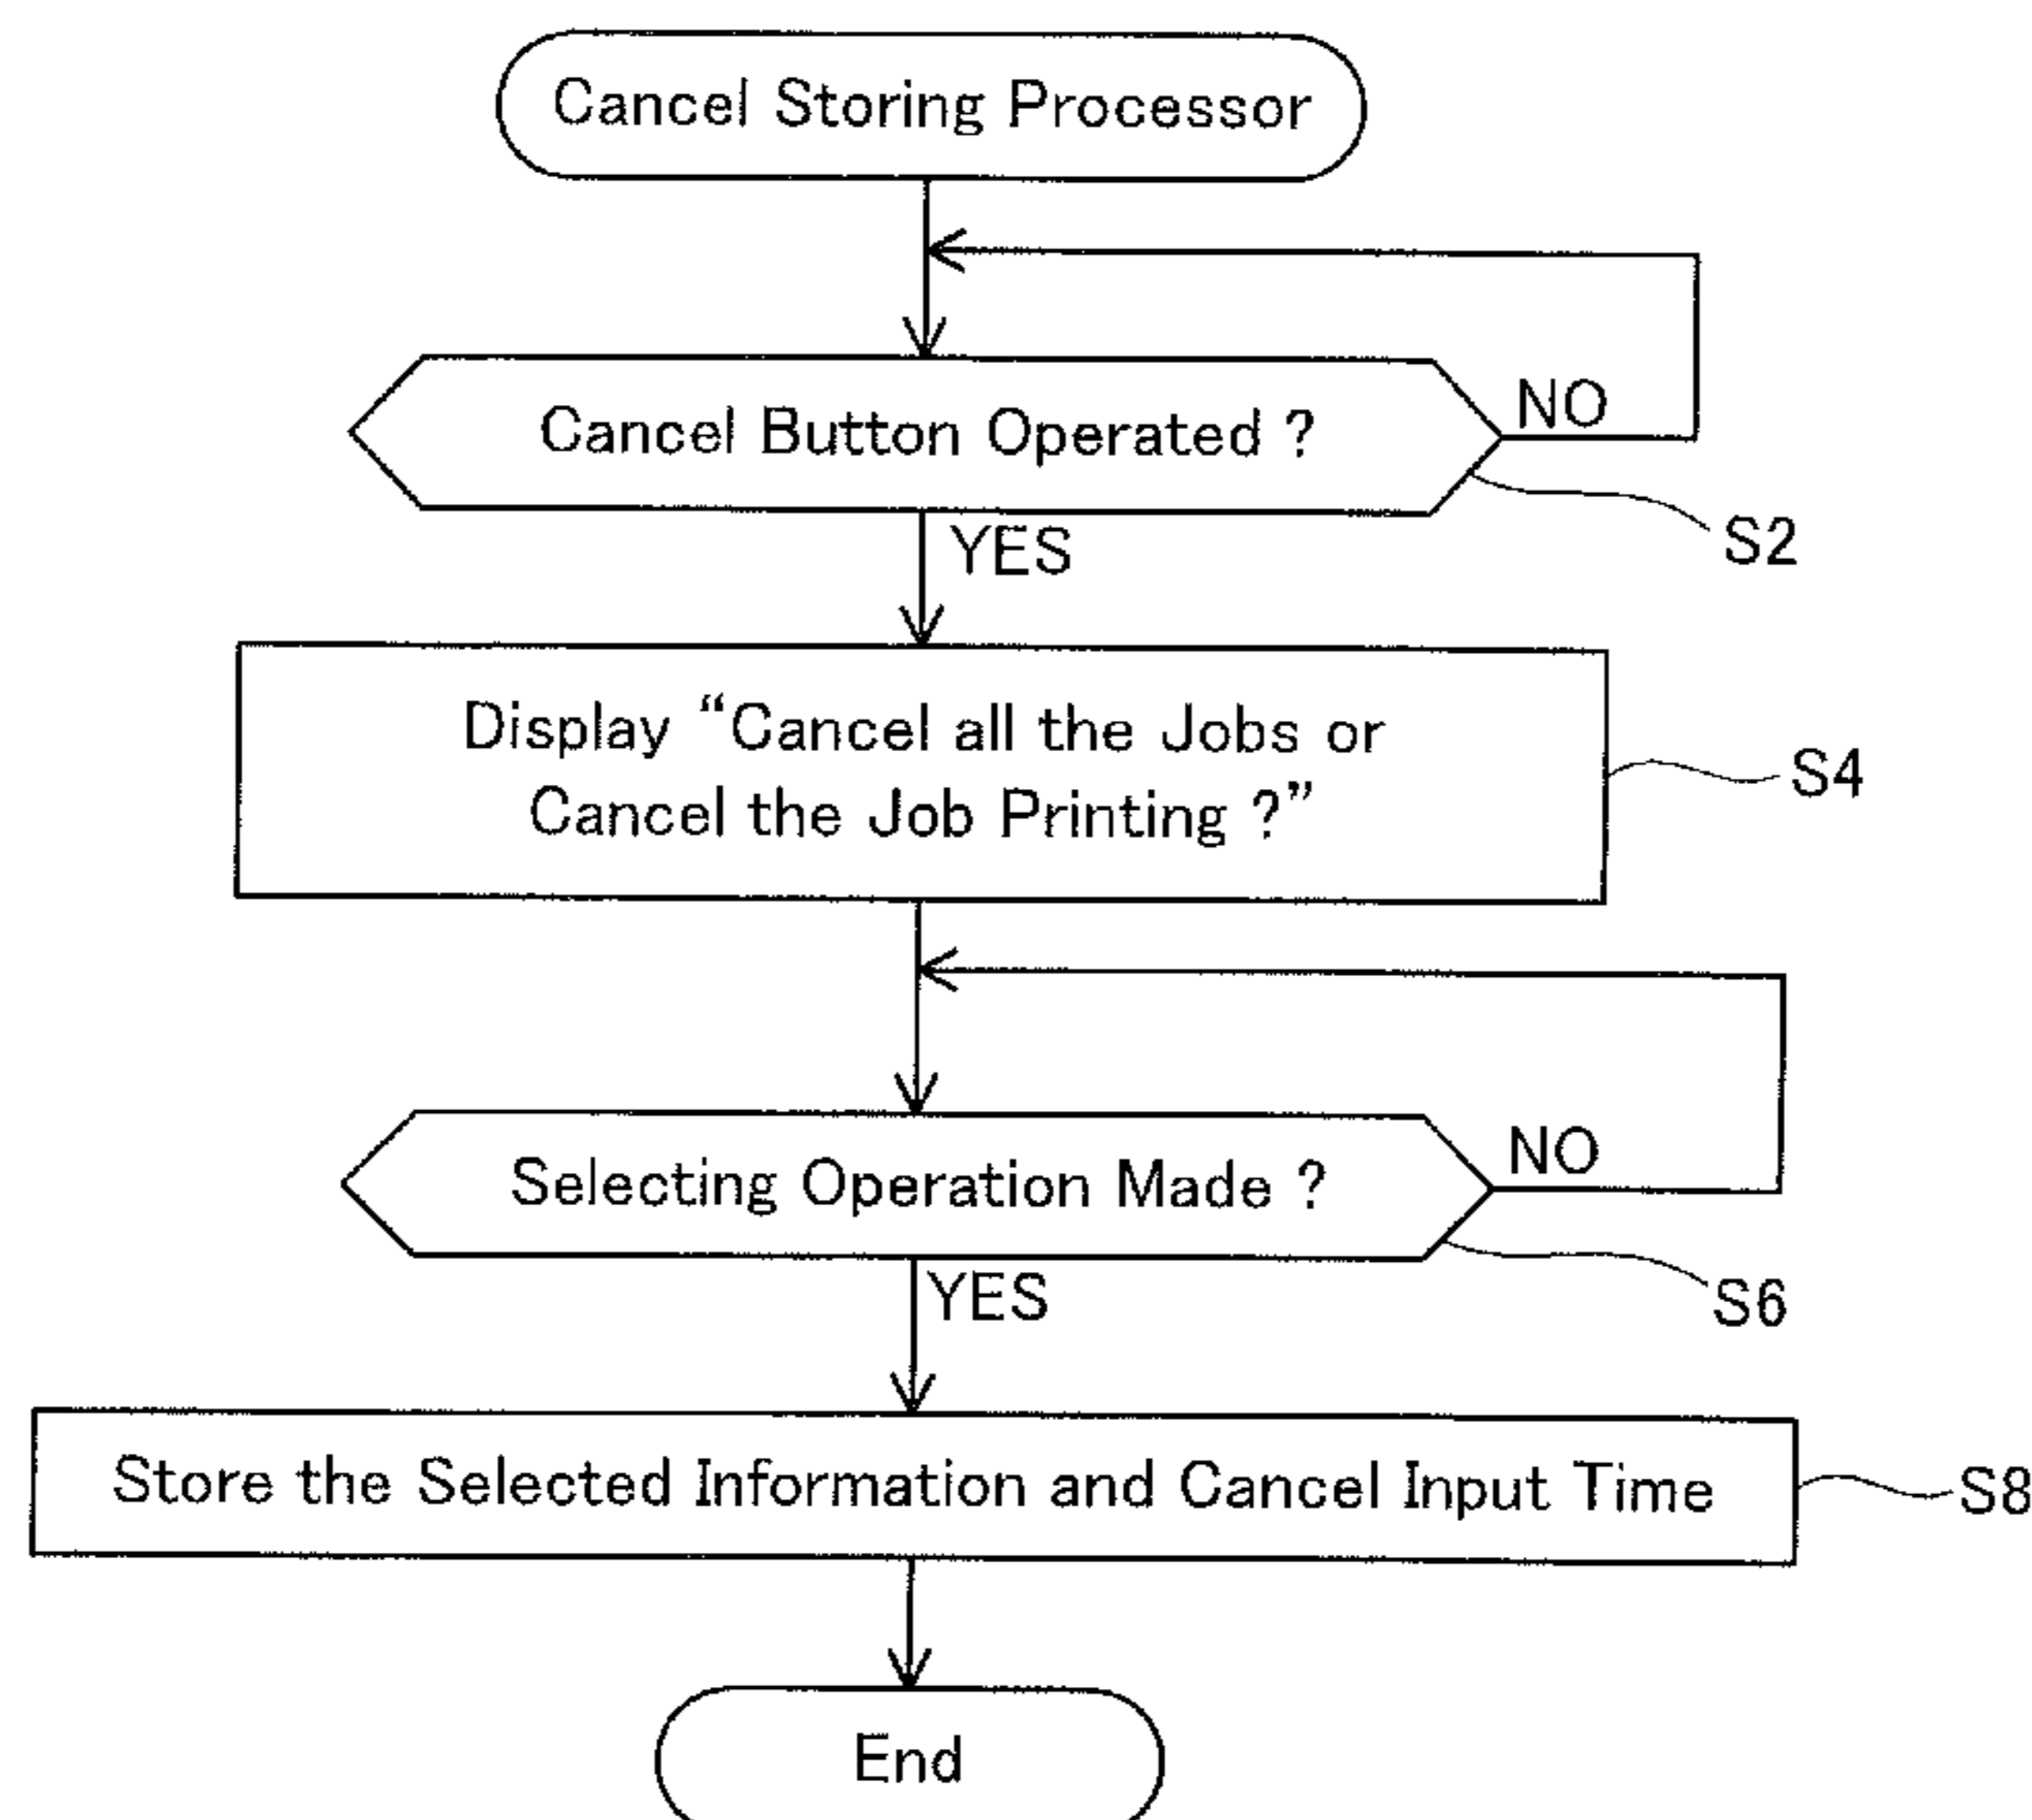 Cancel Storing Processor
Cancel Button Operated ?
NO
S2
YES
Display “Cancel all the Jobs or
Cancel the Job Printing ?”
S4
Selecting Operation Made ?
NO
S6
YES
Store the Selected Information and Cancel Input Time
S8
End